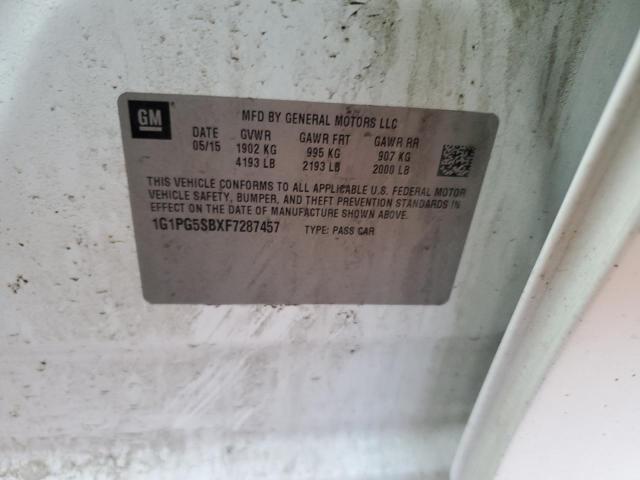 GM
MFD BY GENERAL MOTORS LLC
DATE GVWR GAWR FRT GAWR RR
05/15 1902 KG 995 KG 907 KG
4193 LB 2193 LB 2000 LB
THIS VEHICLE CONFORMS TO ALL APPLICABLE U.S. FEDERAL MOTOR
VEHICLE SAFETY, BUMPER, AND THEFT PREVENTION STANDARDS IN
EFFECT ON THE DATE OF MANUFACTURE SHOWN ABOVE.
1G1PG5SBXF7287457 TYPE: PASS CAR